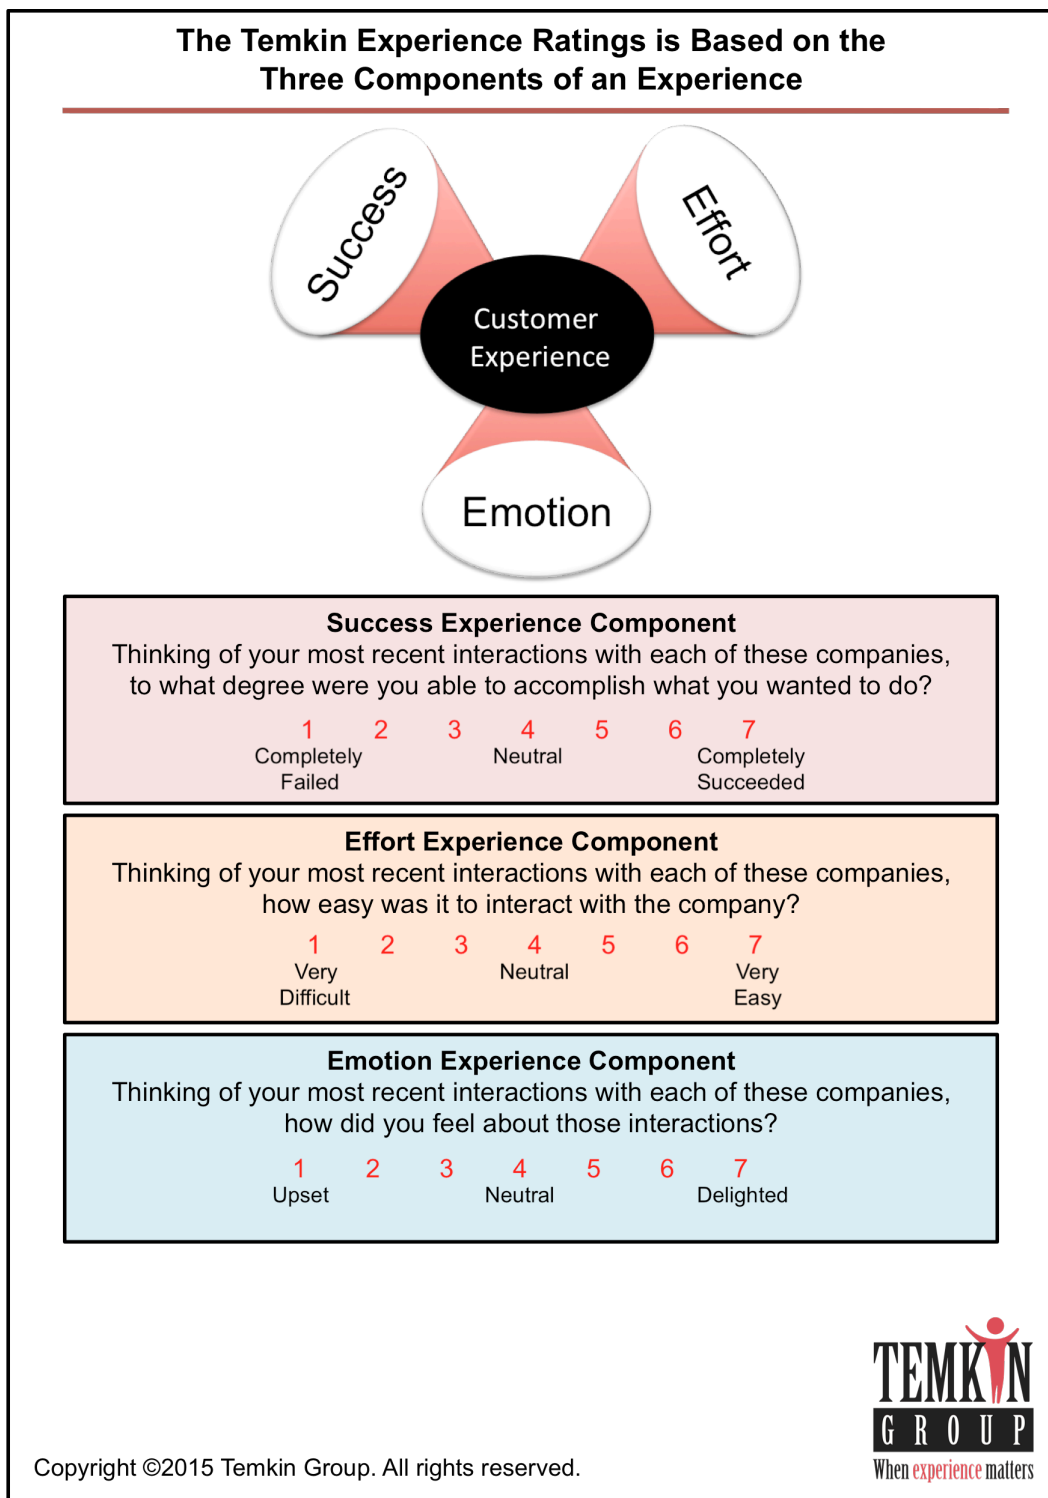 The Temkin Experience Ratings is Based on the
Three Components of an Experience
Success
Effort
Customer
Experience
Emotion
Success Experience Component
Thinking of your most recent interactions with each of these companies,
to what degree were you able to accomplish what you wanted to do?
1 2 3 4 5 6 7
Completely Neutral Completely
Failed Succeeded
Effort Experience Component
Thinking of your most recent interactions with each of these companies,
how easy was it to interact with the company?
1 2 3 4 5 6 7
Very Neutral Very
Difficult Easy
Emotion Experience Component
Thinking of your most recent interactions with each of these companies,
how did you feel about those interactions?
1 2 3 4 5 6 7
Upset Neutral Delighted
TEMKIN
GROUP
When experience matters
Copyright ©2015 Temkin Group. All rights reserved.